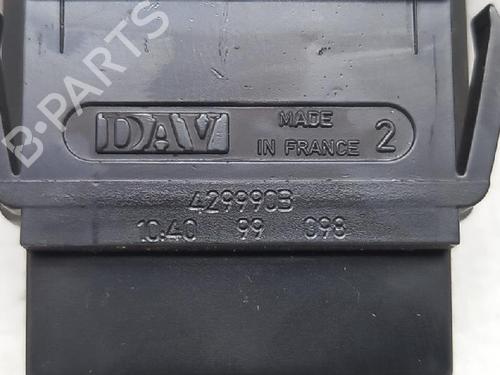 B-PARTS
DAV MADE IN FRANCE 2
429990B
10:40 99 098